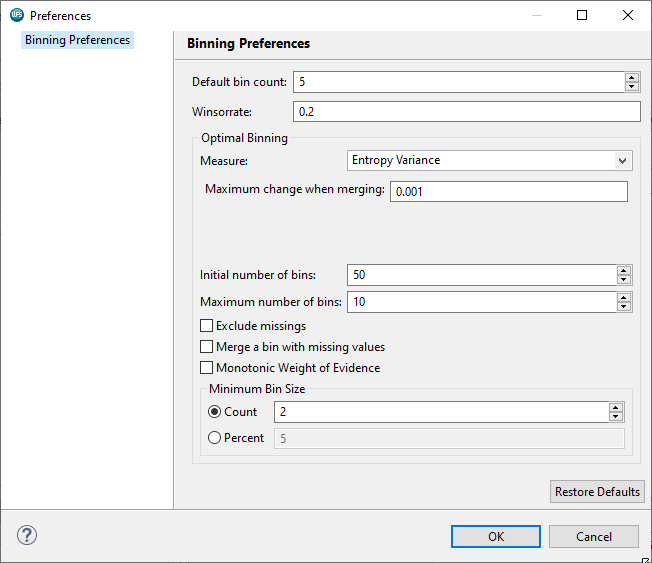 WPS Preferences
Binning Preferences
Binning Preferences
Default bin count: 5
Winsorrate: 0.2
Optimal Binning
Measure: Entropy Variance
Maximum change when merging: 0.001
Initial number of bins: 50
Maximum number of bins: 10
Exclude missings
Merge a bin with missing values
Monotonic Weight of Evidence
Minimum Bin Size
Count 2
Percent 5
Restore Defaults
? OK Cancel